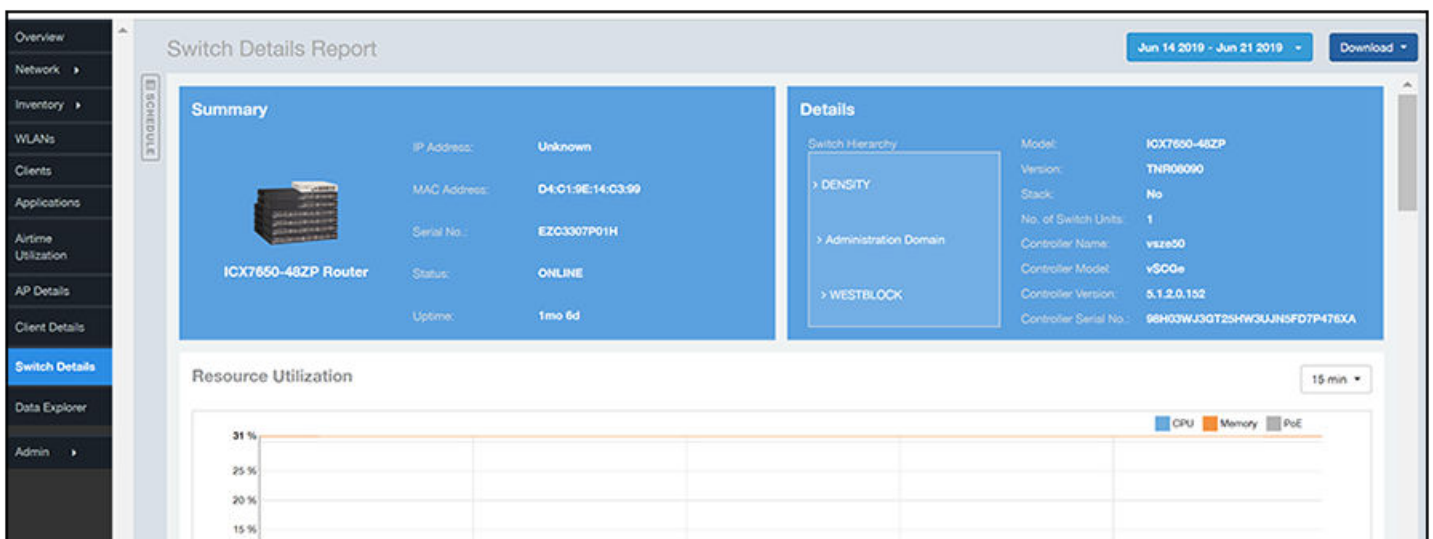 Overview
Network
Inventory
WLANs
Clients
Applications
Airtime
Utilization
AP Details
Client Details
Switch Details
Data Explorer
Admin
SCHEDULE
Switch Details Report
Jun 14 2019 - Jun 21 2019
Download
Summary
ICX7650-48ZP Router
IP Address: Unknown
MAC Address: D4:C1:9E:14:C3:99
Serial No.: EZC3307P01H
Status: ONLINE
Uptime: 1mo 6d
Details
Switch Hierarchy
> DENSITY
> Administration Domain
> WESTBLOCK
Model: ICX7650-48ZP
Version: TNR08090
Stack: No
No. of Switch Units: 1
Controller Name: vsze50
Controller Model: vSCGe
Controller Version: 5.1.2.0.152
Controller Serial No.: 98H03WJ3GT25HW3UJN5FD7P476XA
Resource Utilization
15 min
CPU Memory PoE
31 %
25 %
20 %
15 %